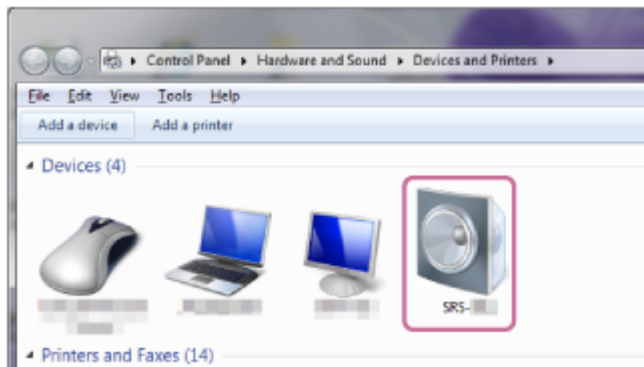 Control Panel ▸ Hardware and Sound ▸ Devices and Printers ▸
File Edit View Tools Help
Add a device Add a printer
Devices (4)
SRS-
Printers and Faxes (14)